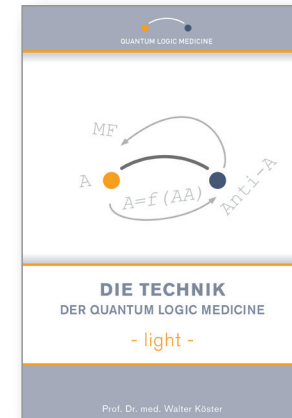 QUANTUM LOGIC MEDICINE
MF
A
A=f(AA)
Anti-A
DIE TECHNIK
DER QUANTUM LOGIC MEDICINE
- light -
Prof. Dr. med. Walter Köster